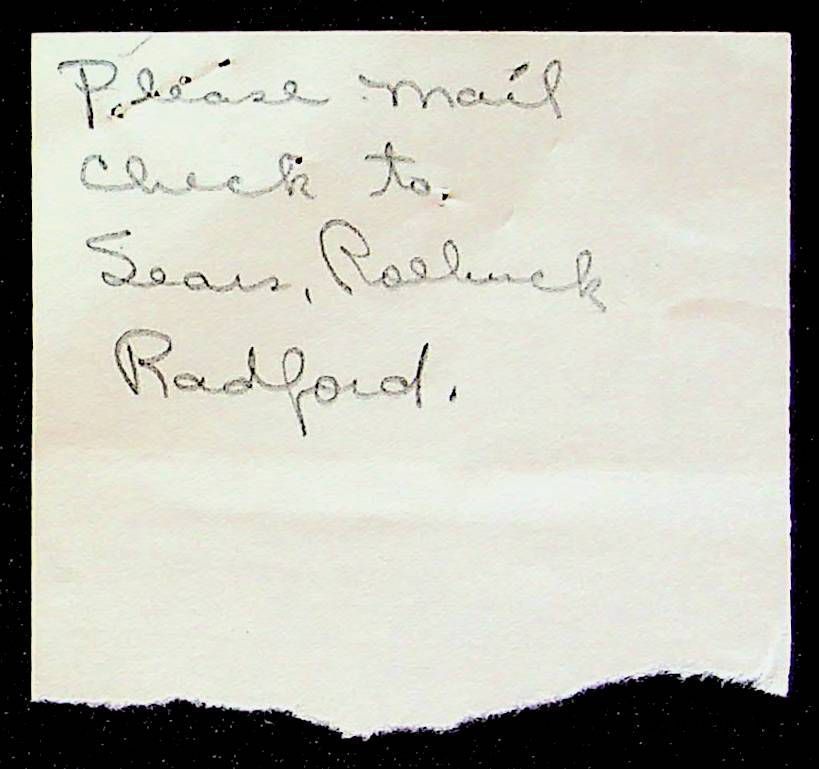 Please mail
Check to.
Sears, Roebuck
Radford.